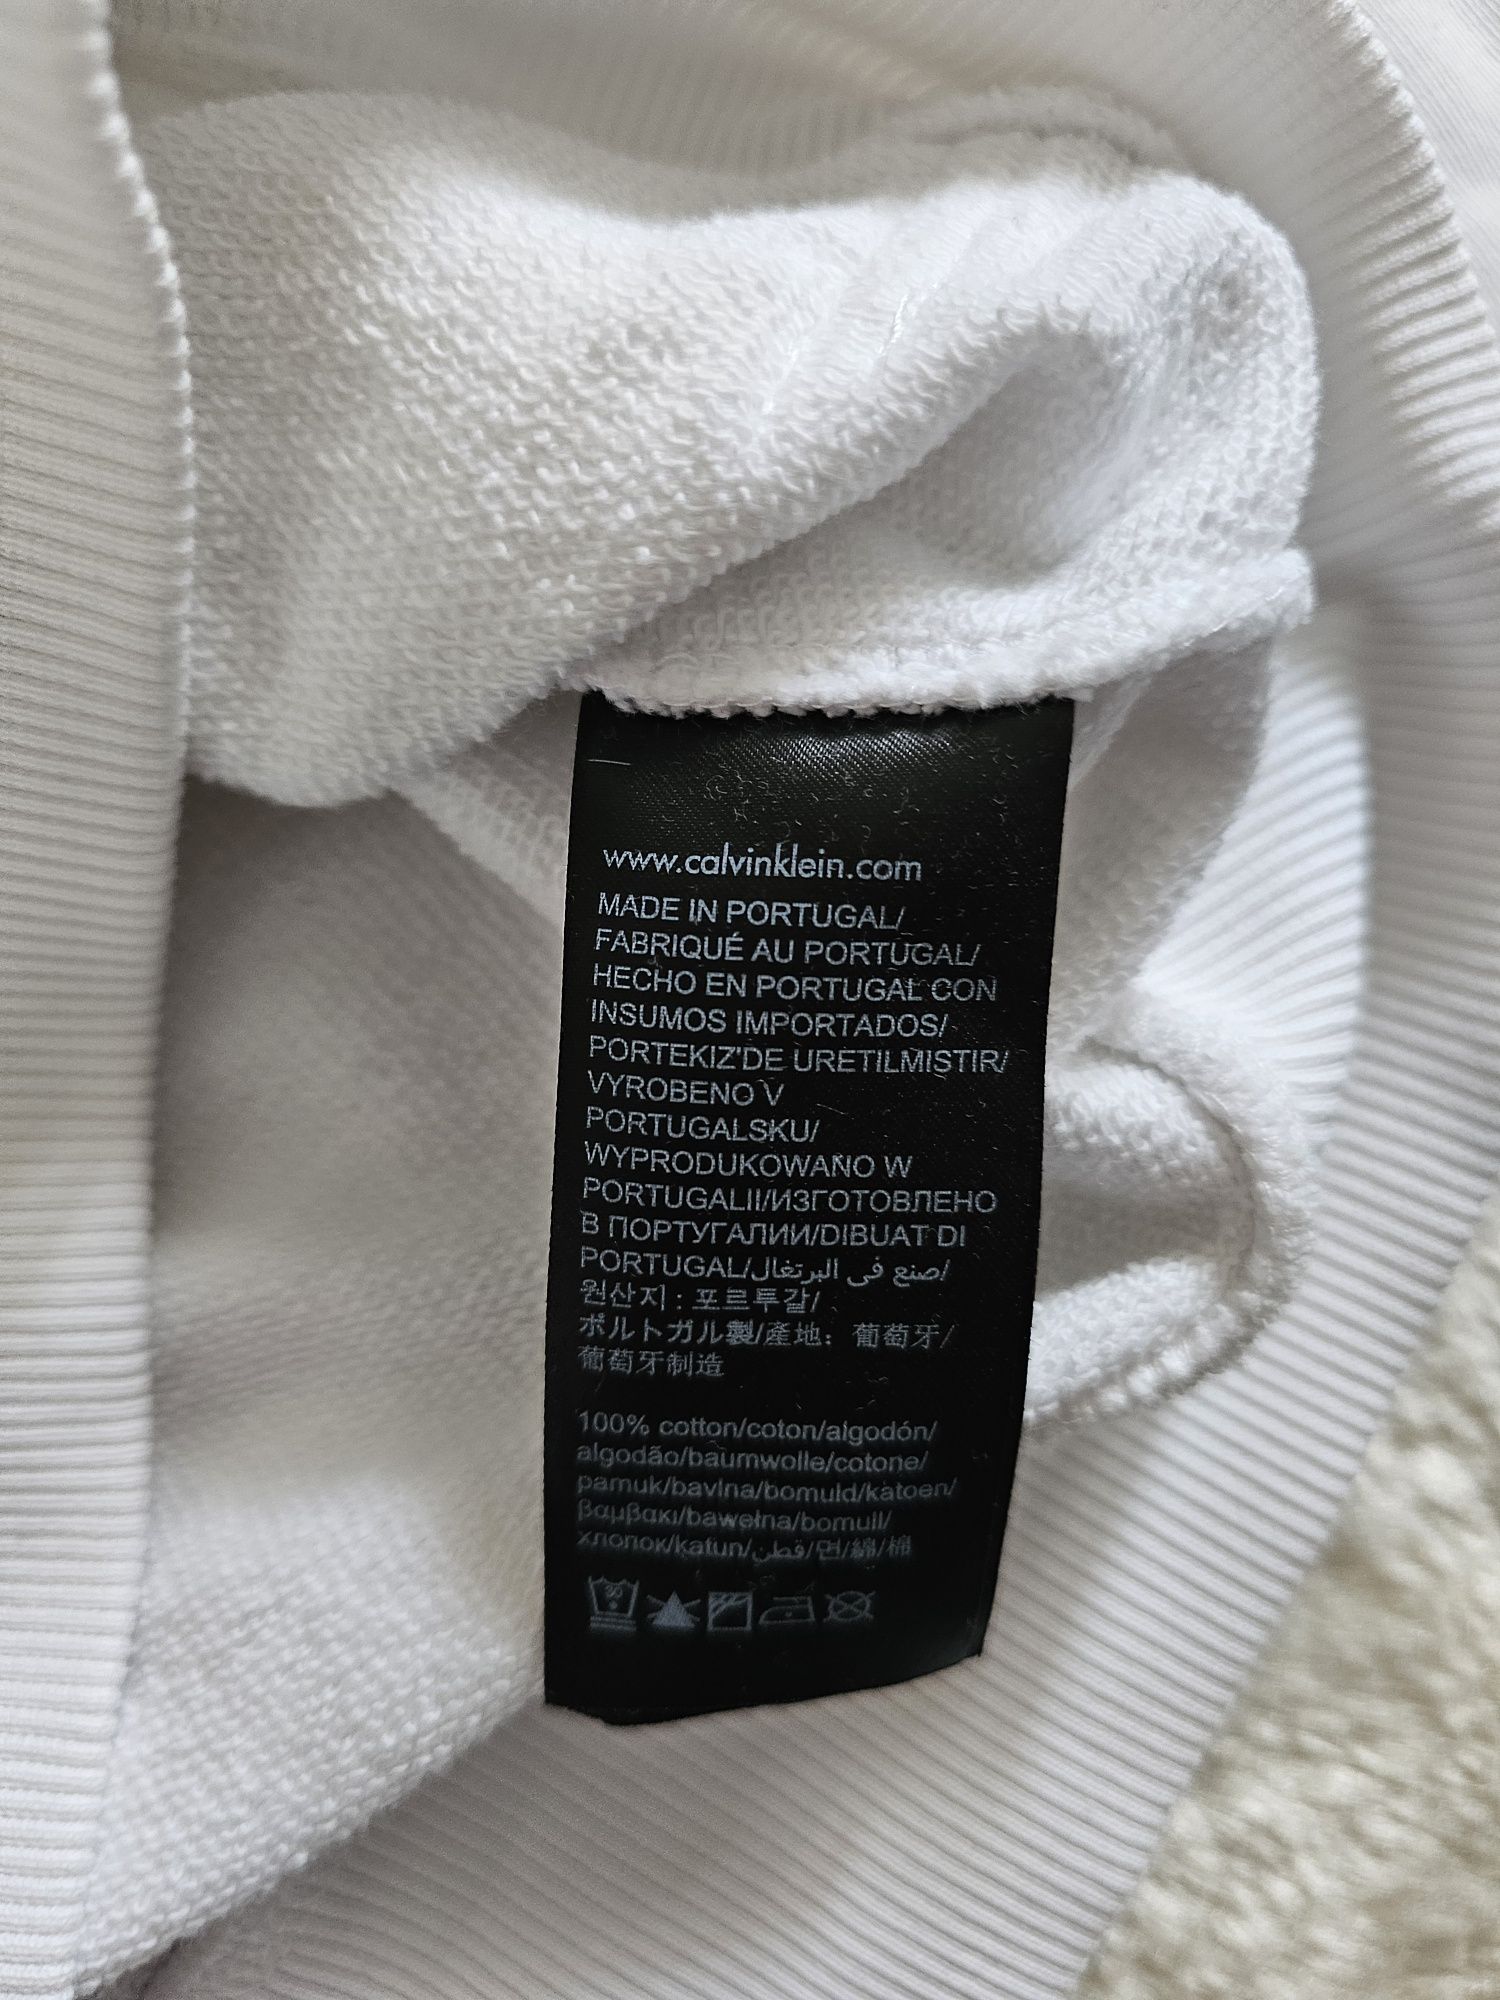 www.calvinklein.com
MADE IN PORTUGAL/
FABRIQUÉ AU PORTUGAL/
HECHO EN PORTUGAL CON
INSUMOS IMPORTADOS/
PORTEKIZ'DE URETILMISTIR/
VYROBENO V
PORTUGALSKU/
WYPRODUKOWANO W
PORTUGALII/ИЗГОТОВЛЕНО
В ПОРТУГАЛИИ/DIBUAT DI
PORTUGAL/صنع في البرتغال/
원산지 : 포르투갈/
ポルトガル製/產地: 葡萄牙/
葡萄牙制造
100% cotton/coton/algodón/
algodão/baumwolle/cotone/
pamuk/bavlna/bomuld/katoen/
βαμβακι/bawełna/bomull/
хлопок/katun/قطن/면/綿/棉
30